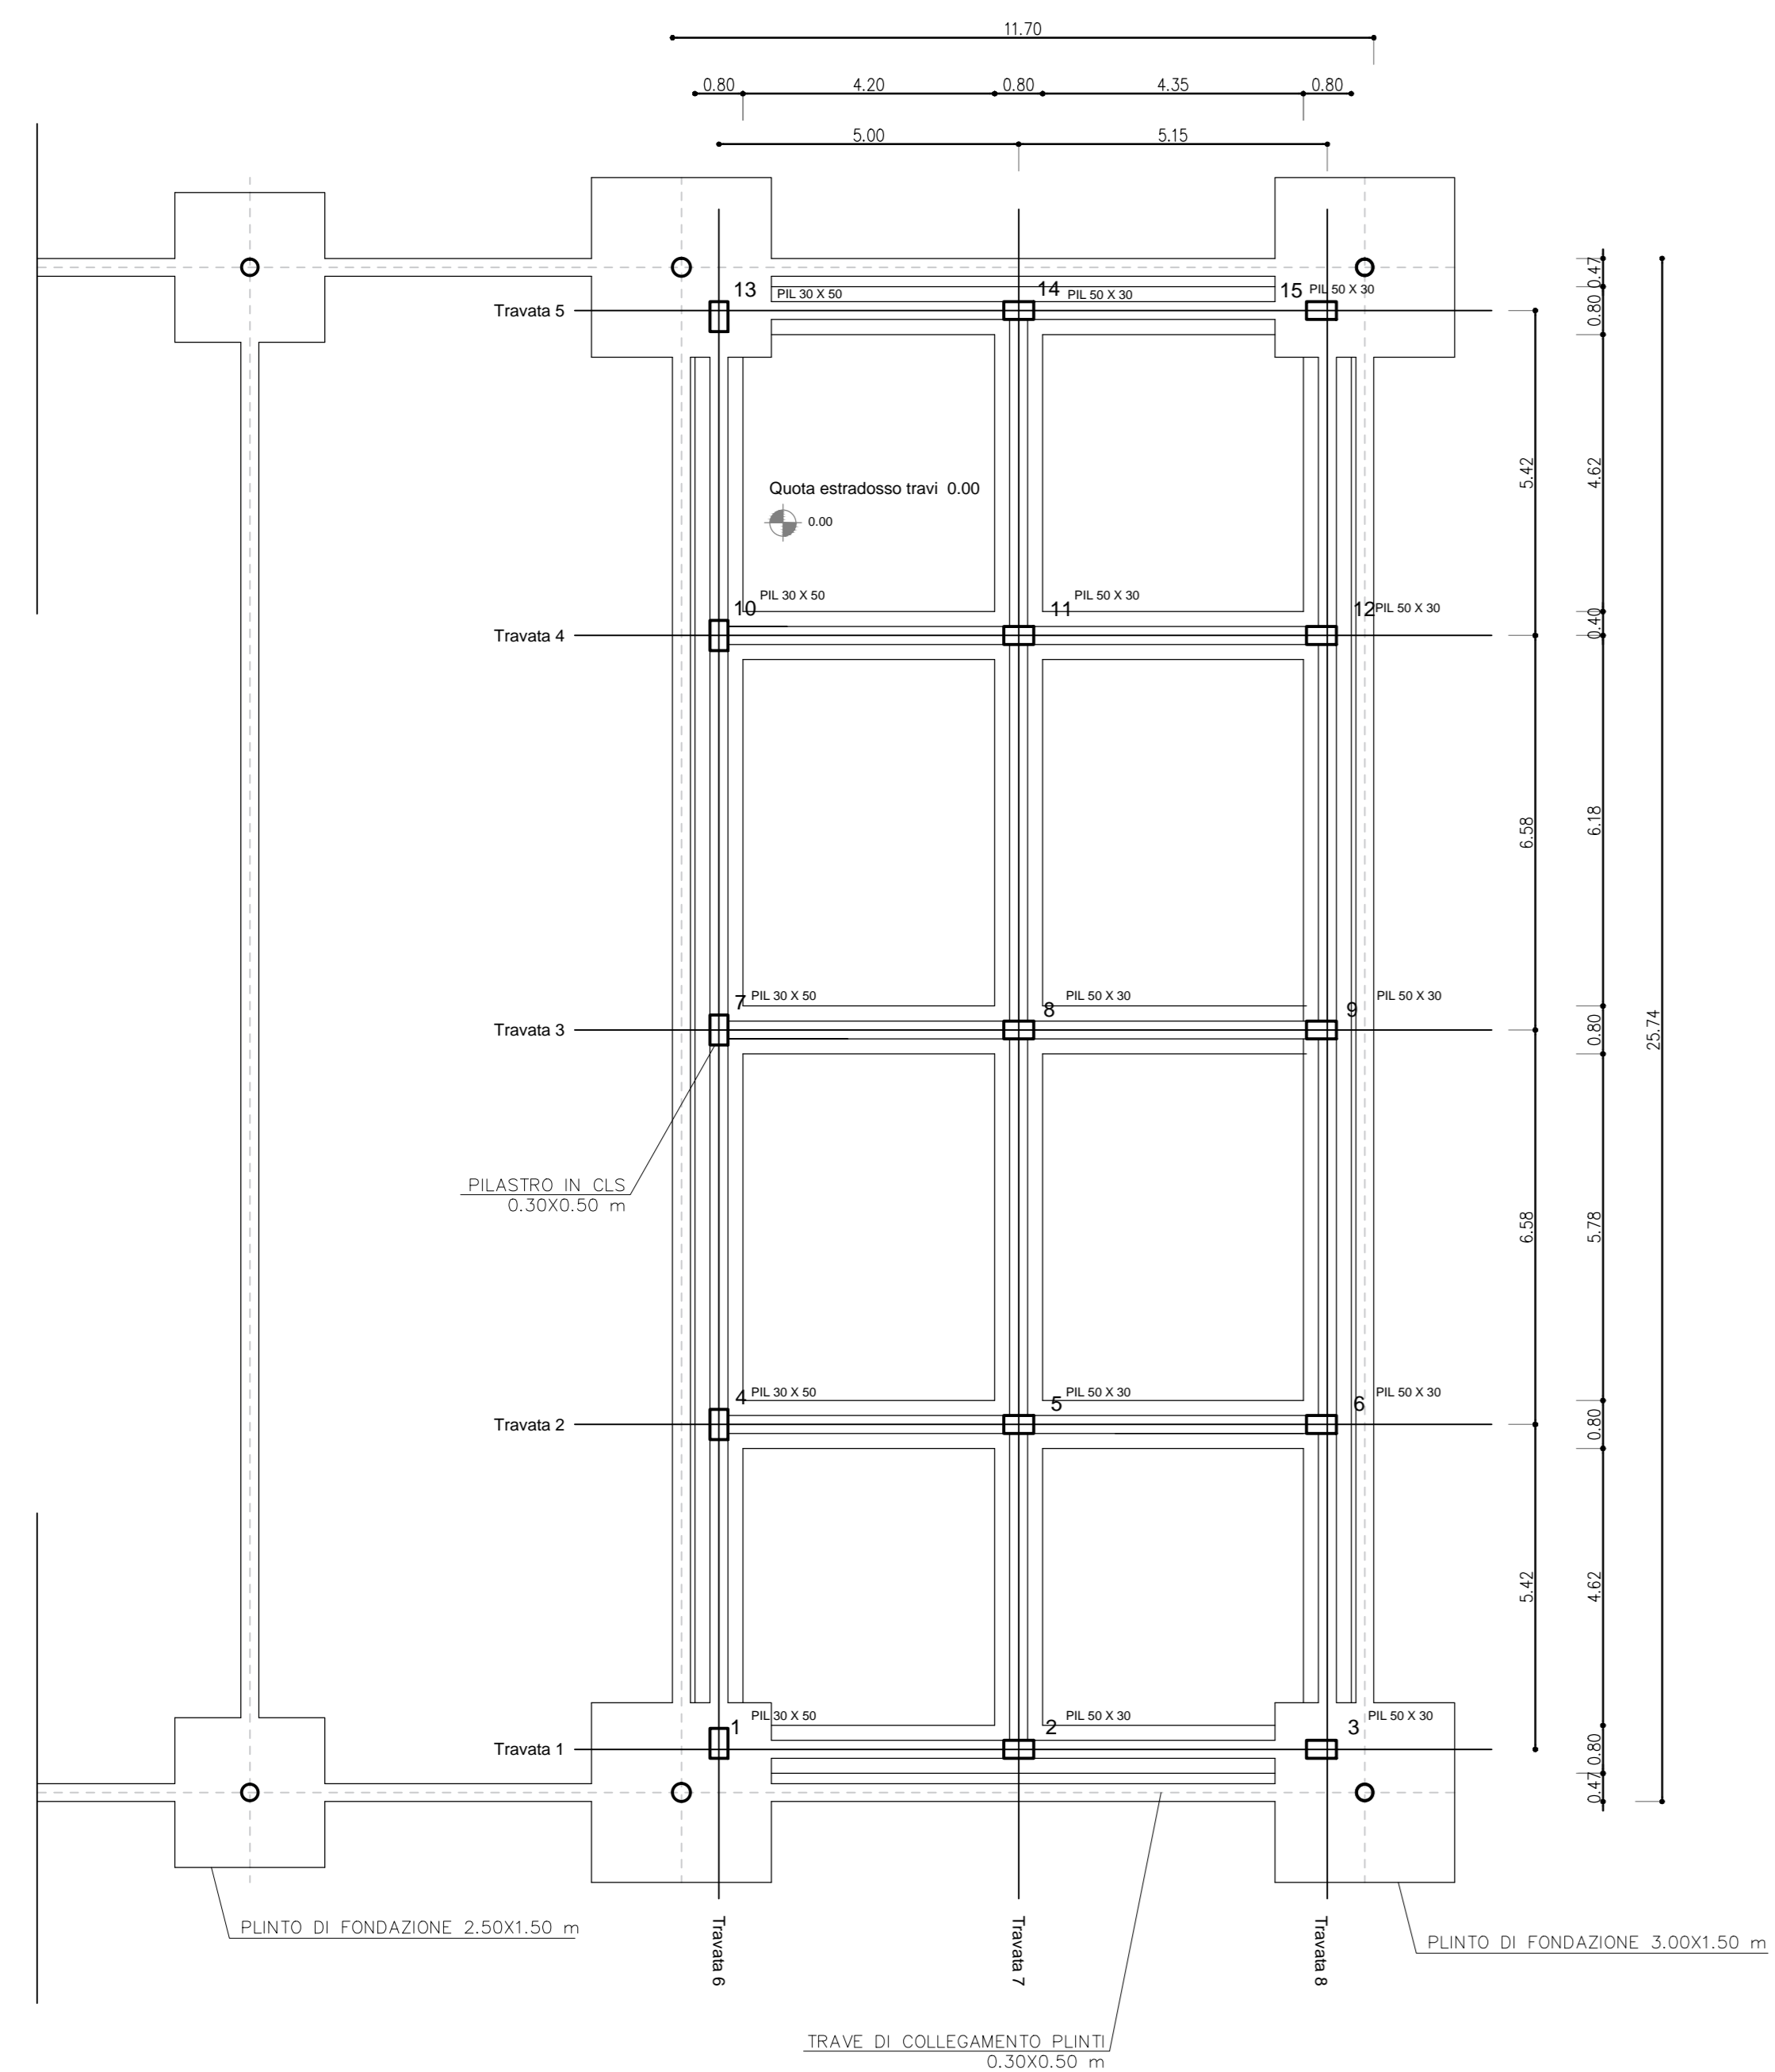 11.70
0.80 4.20 0.80 4.35 0.80
5.00 5.15
0.47
13 PIL 30 X 50 14 PIL 50 X 30 15 PIL 50 X 30
Travata 5
0.80
5.42 4.62
Quota estradosso travi 0.00
0.00
10 PIL 30 X 50 11 PIL 50 X 30 12 PIL 50 X 30
0.40
Travata 4
6.58 6.18
7 PIL 30 X 50 8 PIL 50 X 30 9 PIL 50 X 30
Travata 3
0.80
25.74
PILASTRO IN CLS
0.30X0.50 m
6.58 5.78
4 PIL 30 X 50 5 PIL 50 X 30 6 PIL 50 X 30
Travata 2
0.80
5.42 4.62
1 PIL 30 X 50 2 PIL 50 X 30 3 PIL 50 X 30
Travata 1
0.80
0.47
PLINTO DI FONDAZIONE 2.50X1.50 m
Travata 6
Travata 7
Travata 8
PLINTO DI FONDAZIONE 3.00X1.50 m
TRAVE DI COLLEGAMENTO PLINTI
0.30X0.50 m